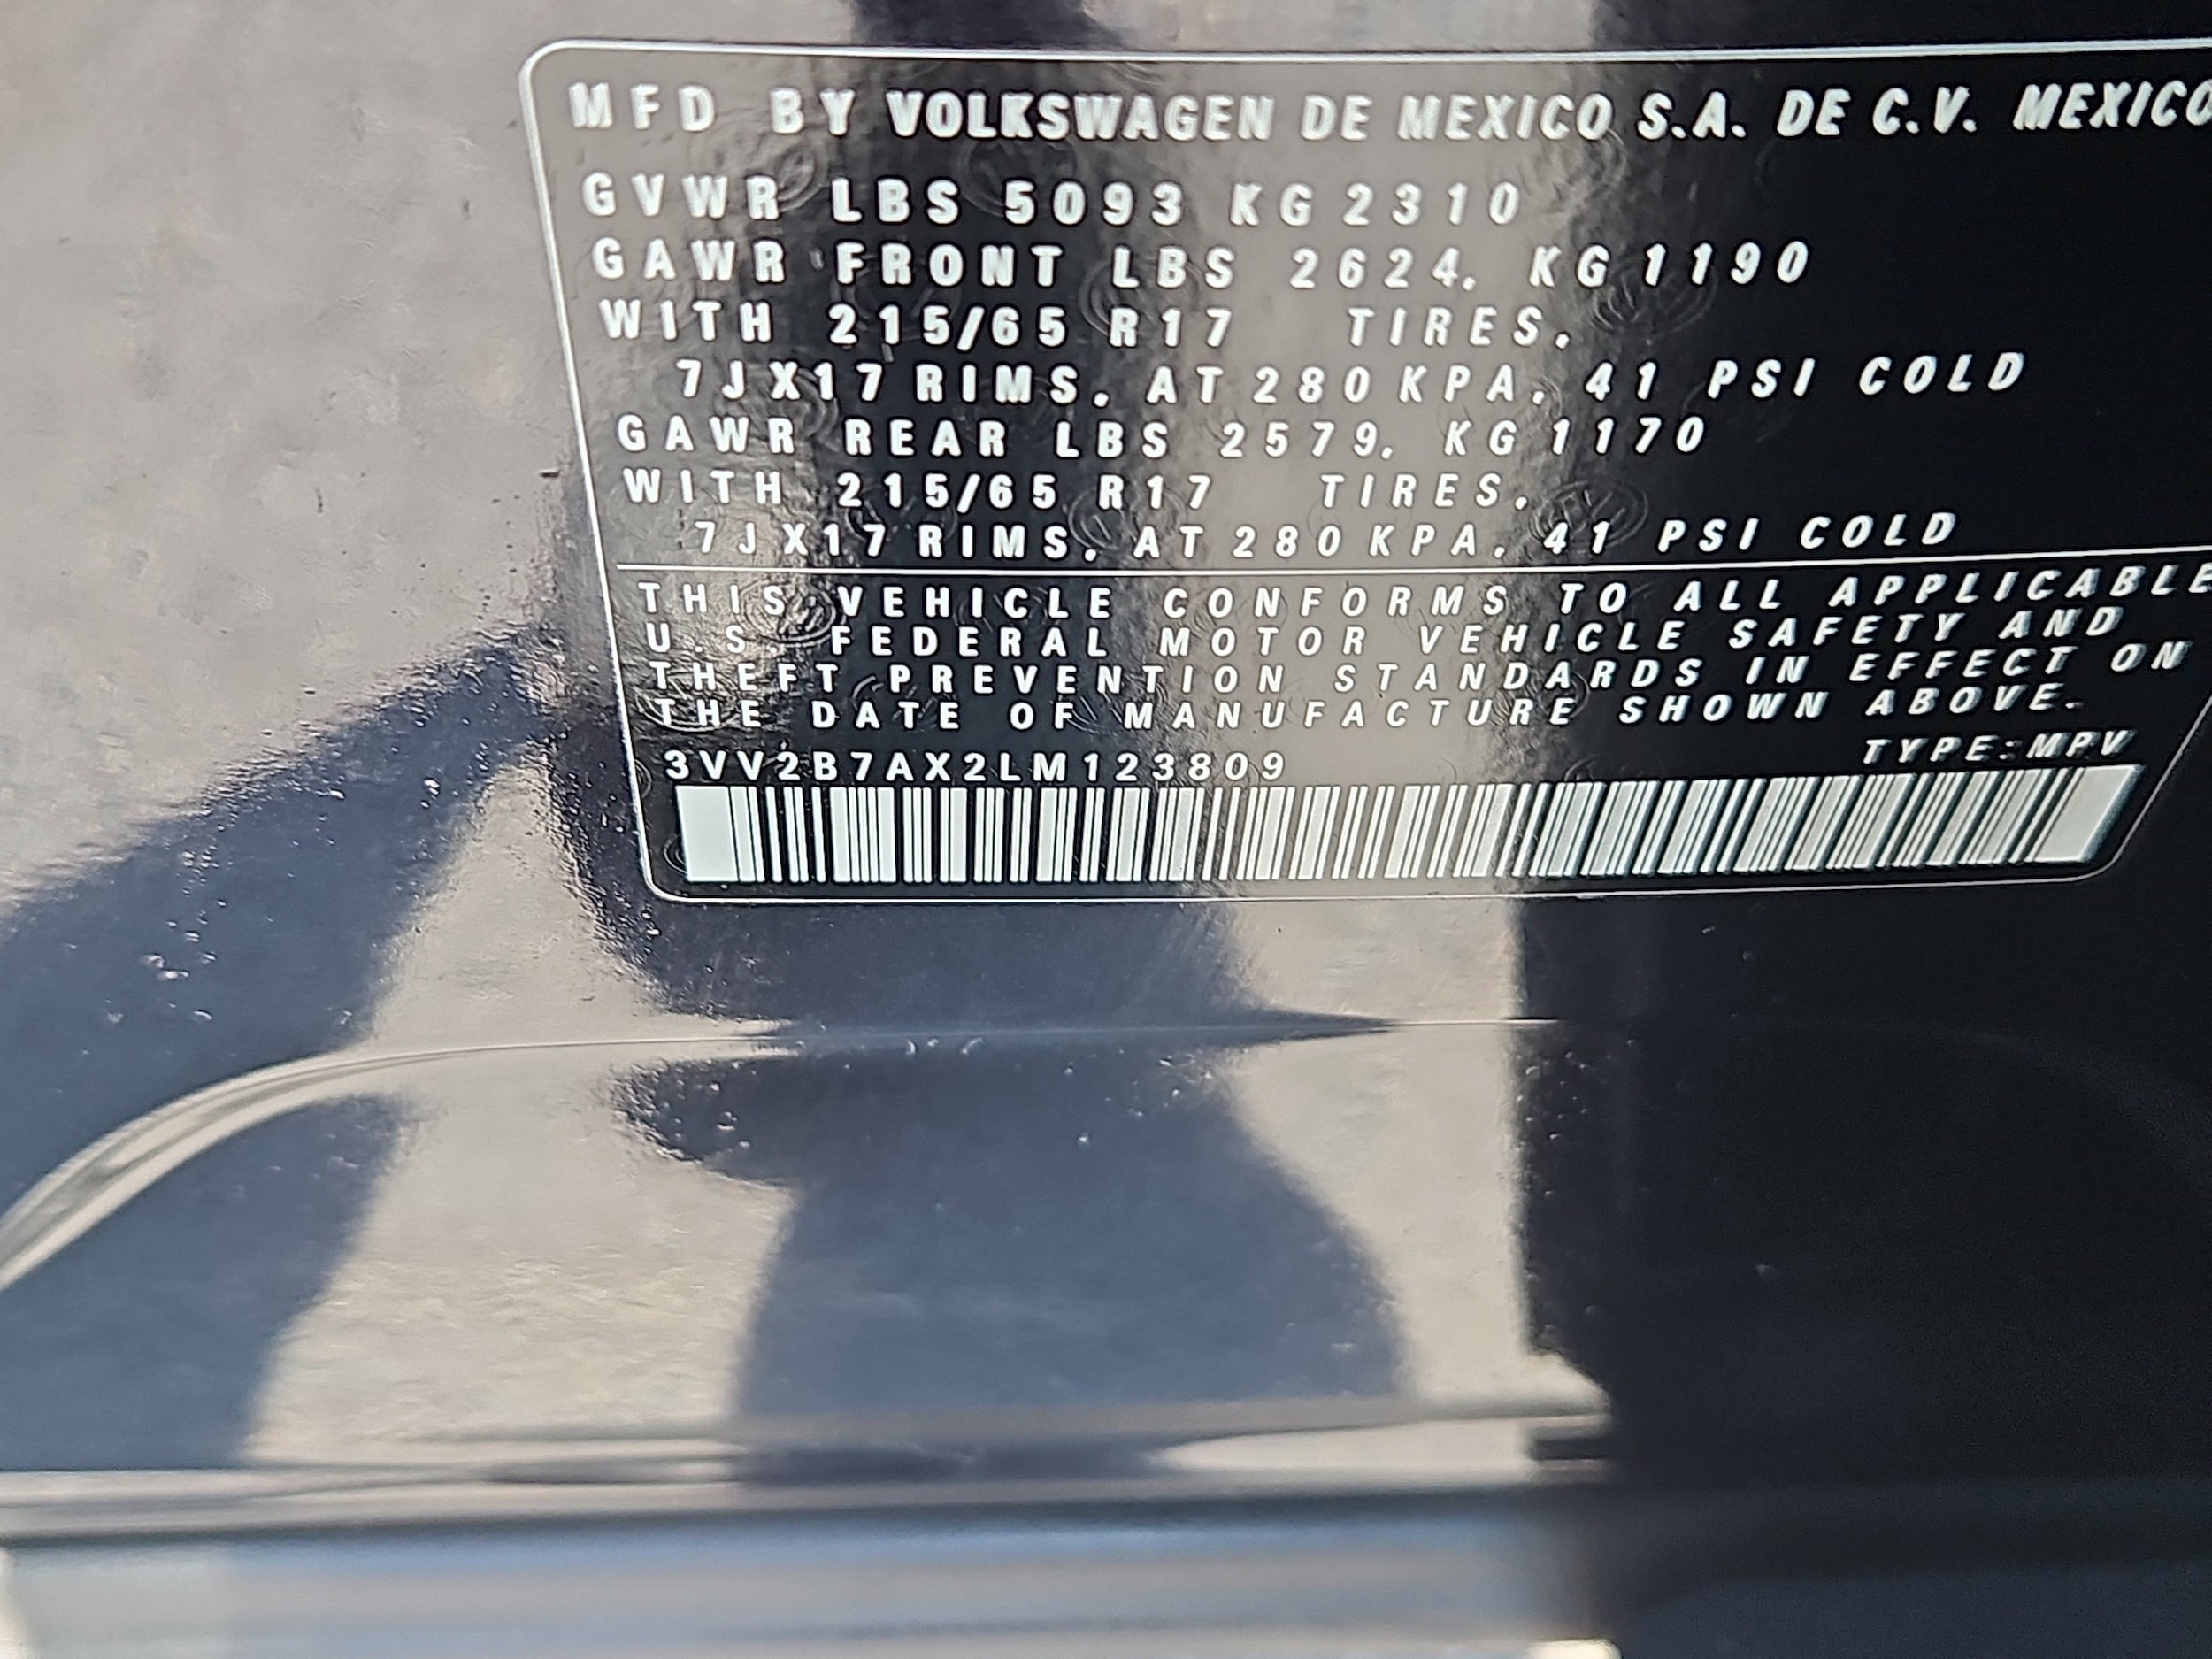 MFD BY VOLKSWAGEN DE MEXICO S.A. DE C.V. MEXICO
GVWR LBS 5093 KG 2310
GAWR FRONT LBS 2624, KG 1190
WITH 215/65 R17 TIRES,
7JX17 RIMS, AT 280 KPA, 41 PSI COLD
GAWR REAR LBS 2579, KG 1170
WITH 215/65 R17 TIRES,
7JX17 RIMS, AT 280 KPA, 41 PSI COLD
THIS VEHICLE CONFORMS TO ALL APPLICABLE
U.S. FEDERAL MOTOR VEHICLE SAFETY AND
THEFT PREVENTION STANDARDS IN EFFECT ON
THE DATE OF MANUFACTURE SHOWN ABOVE.
TYPE:MPV
3VV2B7AX2LM123809